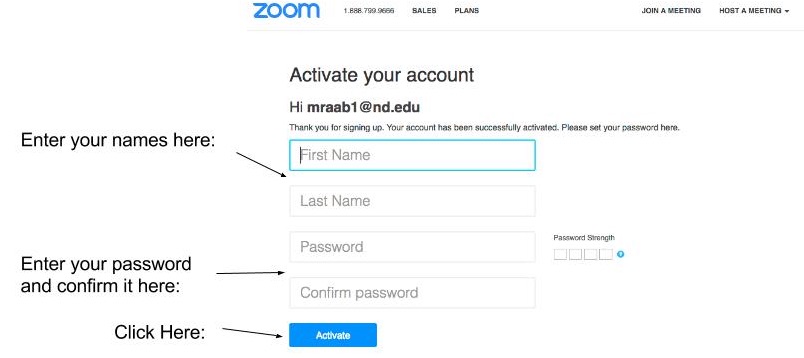 zoom 1.888.799.9666 SALES PLANS JOIN A MEETING HOST A MEETING
Activate your account
Hi mraab1@nd.edu
Thank you for signing up. Your account has been successfully activated. Please set your password here.
Enter your names here:
First Name
Last Name
Password
Password Strength
Enter your password
and confirm it here:
?
Confirm password
Click Here:
Activate